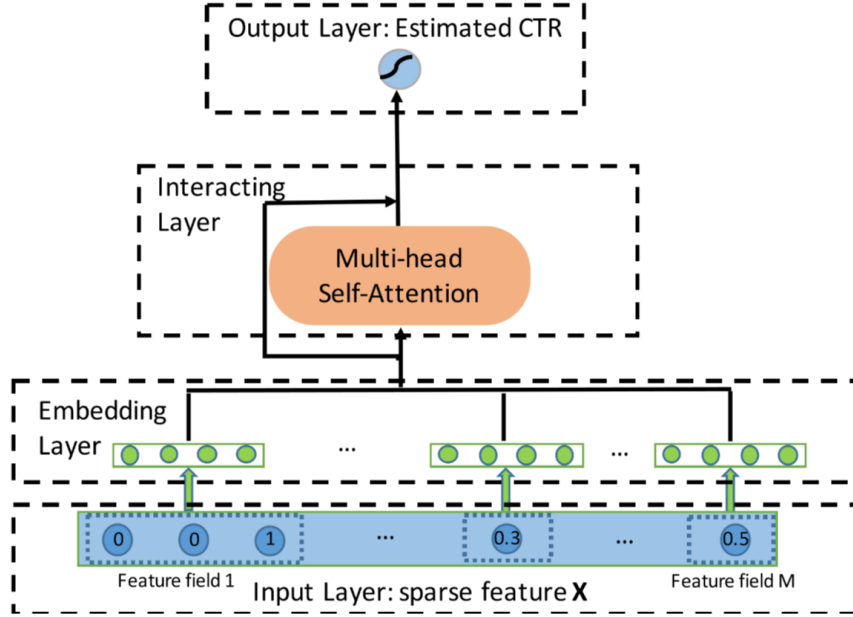 Output Layer: Estimated CTR
Interacting
Layer
Multi-head
Self-Attention
Embedding
Layer
... ...
0 0 1 ... 0.3 ... 0.5
Feature field 1
Input Layer: sparse feature X
Feature field M